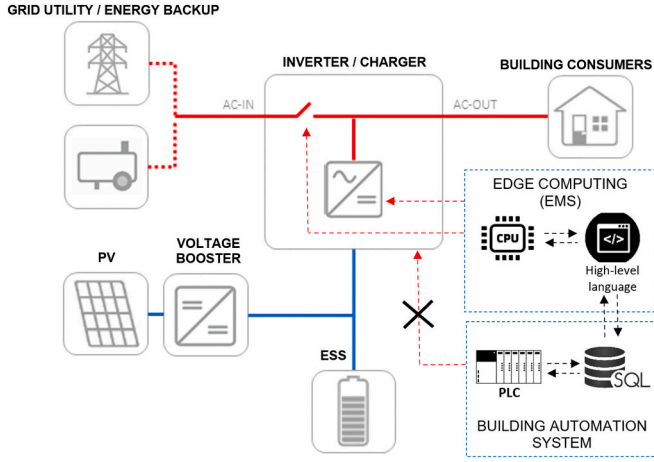 GRID UTILITY / ENERGY BACKUP
INVERTER / CHARGER
BUILDING CONSUMERS
AC-IN
AC-OUT
EDGE COMPUTING
(EMS)
CPU
</>
High-level
language
PV
VOLTAGE
BOOSTER
ESS
PLC
SQL
BUILDING AUTOMATION
SYSTEM